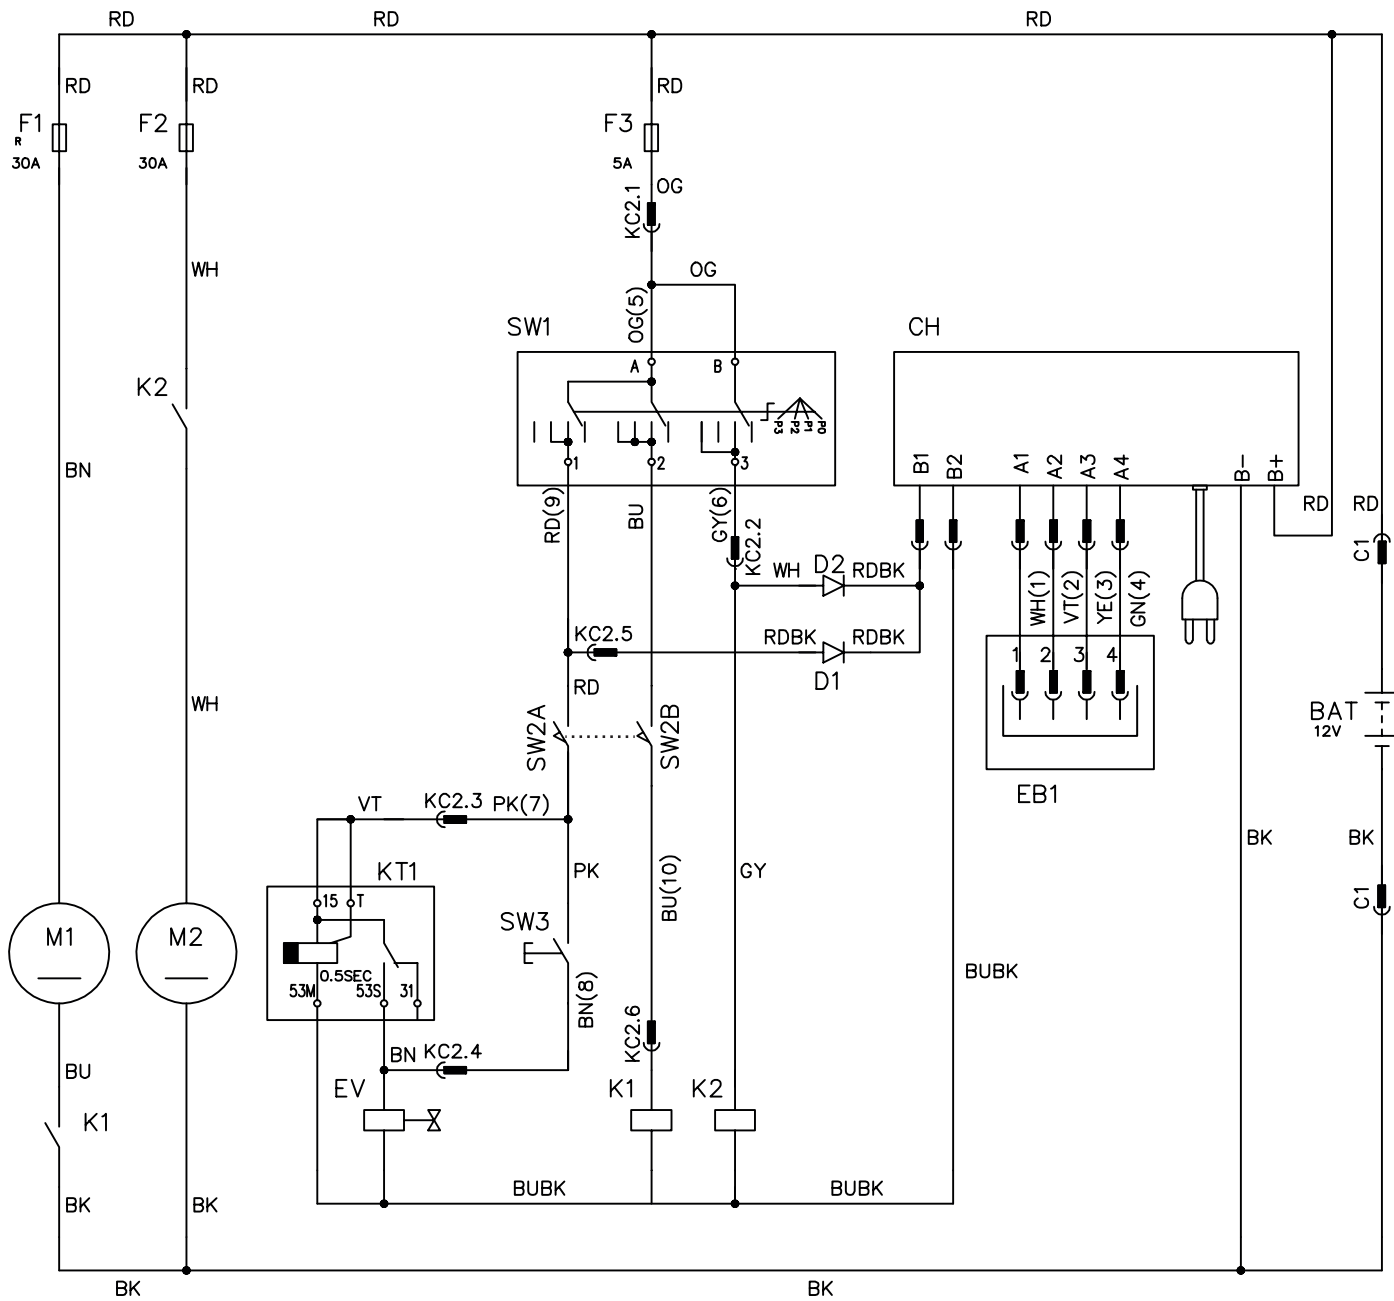 RD
RD
RD
RD
RD
RD
F1
R
30A
F2
30A
F3
5A
OG
KC2.1
WH
OG
OG(5)
SW1
CH
A
B
K2
P3
P2
P1
P0
1
2
3
B1
B2
A1
A2
A3
A4
B-
B+
BN
RD(9)
BU
GY(6)
KC2.2
RD
RD
C1
WH
D2
RDBK
WH(1)
VT(2)
YE(3)
GN(4)
KC2.5
RDBK
RDBK
D1
1
2
3
4
RD
WH
SW2A
SW2B
BAT
12V
EB1
VT
KC2.3
PK(7)
BK
BK
KT1
PK
BU(10)
GY
C1
15
T
M1
M2
SW3
0.5SEC
53M
53S
31
BN(8)
BUBK
KC2.6
BU
BN
KC2.4
EV
K1
K2
K1
BUBK
BUBK
BK
BK
BK
BK